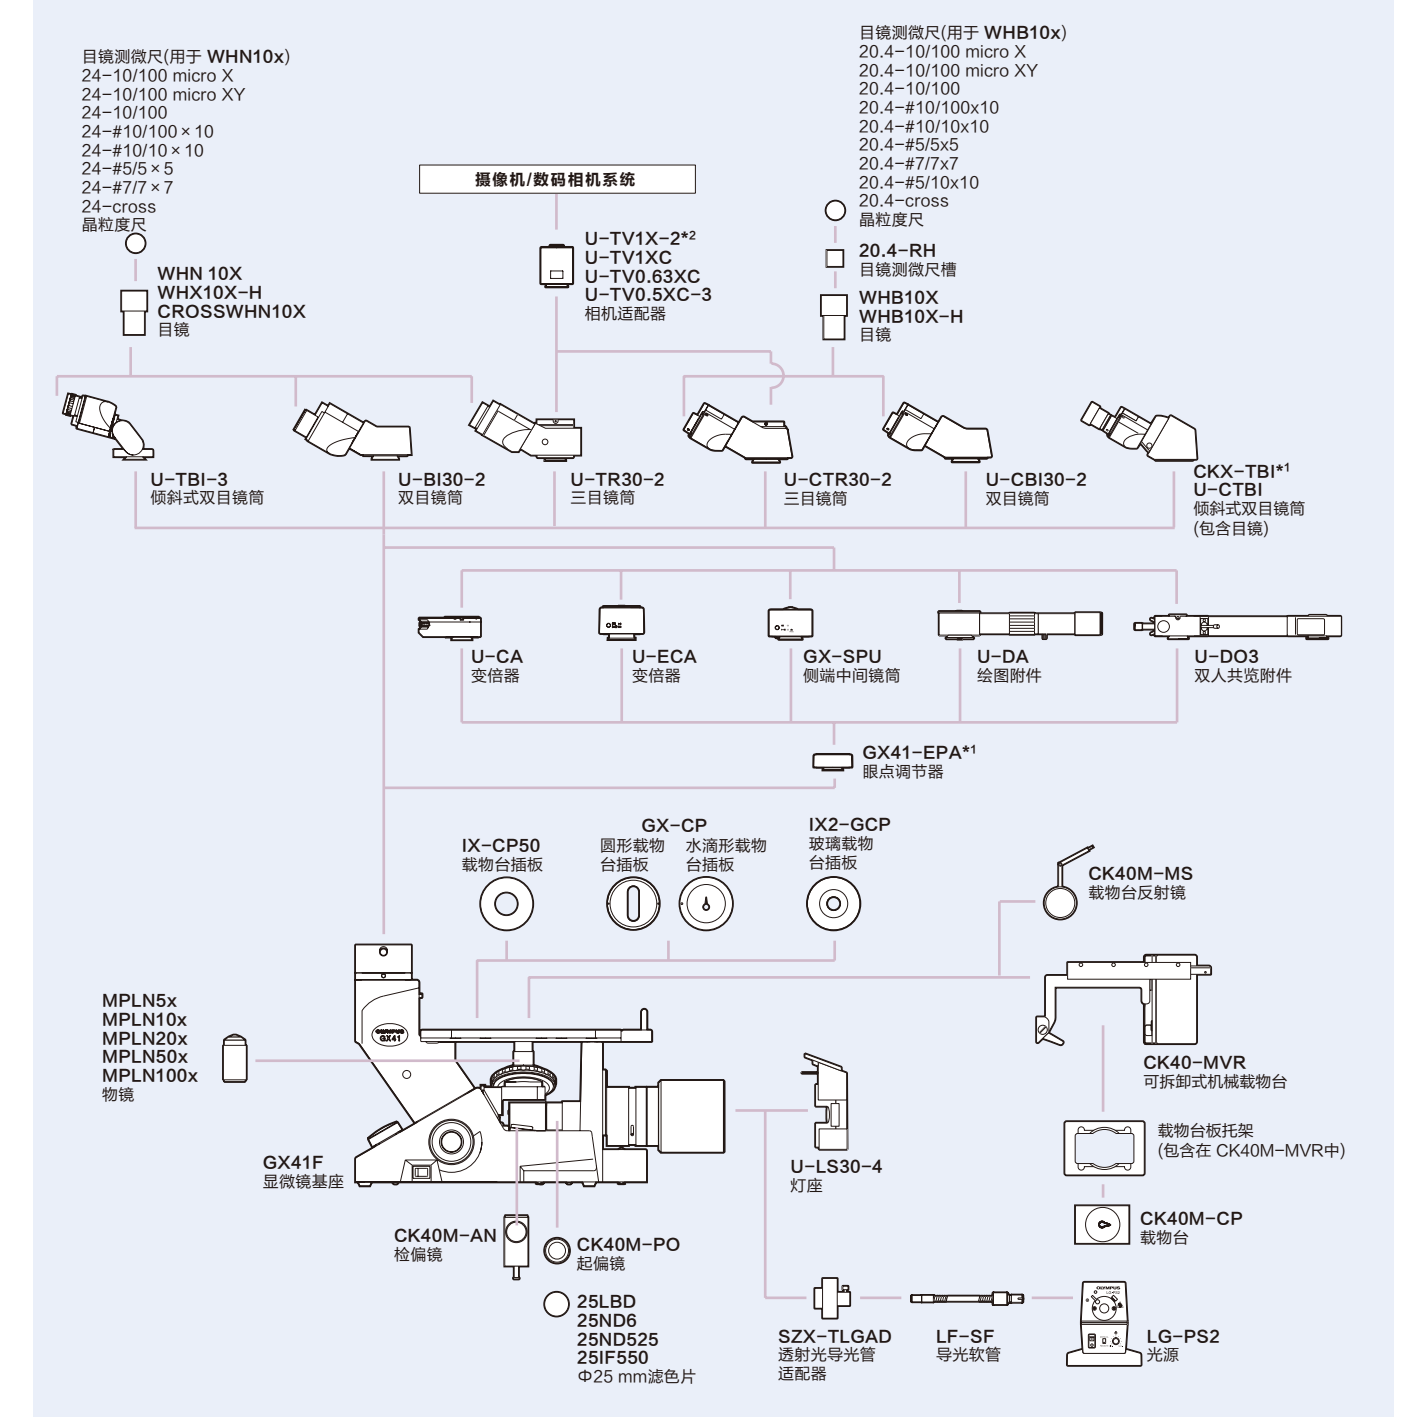 目镜测微尺(用于 WHN10x)
24-10/100 micro X
24-10/100 micro XY
24-10/100
24-#10/100×10
24-#10/10×10
24-#5/5×5
24-#7/7×7
24-cross
晶粒度尺
WHN 10X
WHX10X-H
CROSSWHN10X
目镜
摄像机/数码相机系统
U-TV1X-2*2
U-TV1XC
U-TV0.63XC
U-TV0.5XC-3
相机适配器
目镜测微尺(用于 WHB10x)
20.4-10/100 micro X
20.4-10/100 micro XY
20.4-10/100
20.4-#10/100x10
20.4-#10/10x10
20.4-#5/5x5
20.4-#7/7x7
20.4-#5/10x10
20.4-cross
晶粒度尺
20.4-RH
目镜测微尺槽
WHB10X
WHB10X-H
目镜
U-TBI-3
倾斜式双目镜筒
U-BI30-2
双目镜筒
U-TR30-2
三目镜筒
U-CTR30-2
三目镜筒
U-CBI30-2
双目镜筒
CKX-TBI*1
U-CTBI
倾斜式双目镜筒
(包含目镜)
U-CA
变倍器
U-ECA
变倍器
GX-SPU
侧端中间镜筒
U-DA
绘图附件
U-DO3
双人共览附件
GX41-EPA*1
眼点调节器
IX-CP50
载物台插板
GX-CP
圆形载物
台插板
水滴形载物
台插板
IX2-GCP
玻璃载物
台插板
CK40M-MS
载物台反射镜
MPLN5x
MPLN10x
MPLN20x
MPLN50x
MPLN100x
物镜
OLYMPUS
GX41
CK40-MVR
可拆卸式机械载物台
载物台板托架
(包含在 CK40M-MVR中)
GX41F
显微镜基座
U-LS30-4
灯座
CK40M-CP
载物台
CK40M-AN
检偏镜
CK40M-PO
起偏镜
25LBD
25ND6
25ND525
25IF550
Φ25 mm滤色片
SZX-TLGAD
透射光导光管
适配器
LF-SF
导光软管
OLYMPUS
LG-PS2
光源